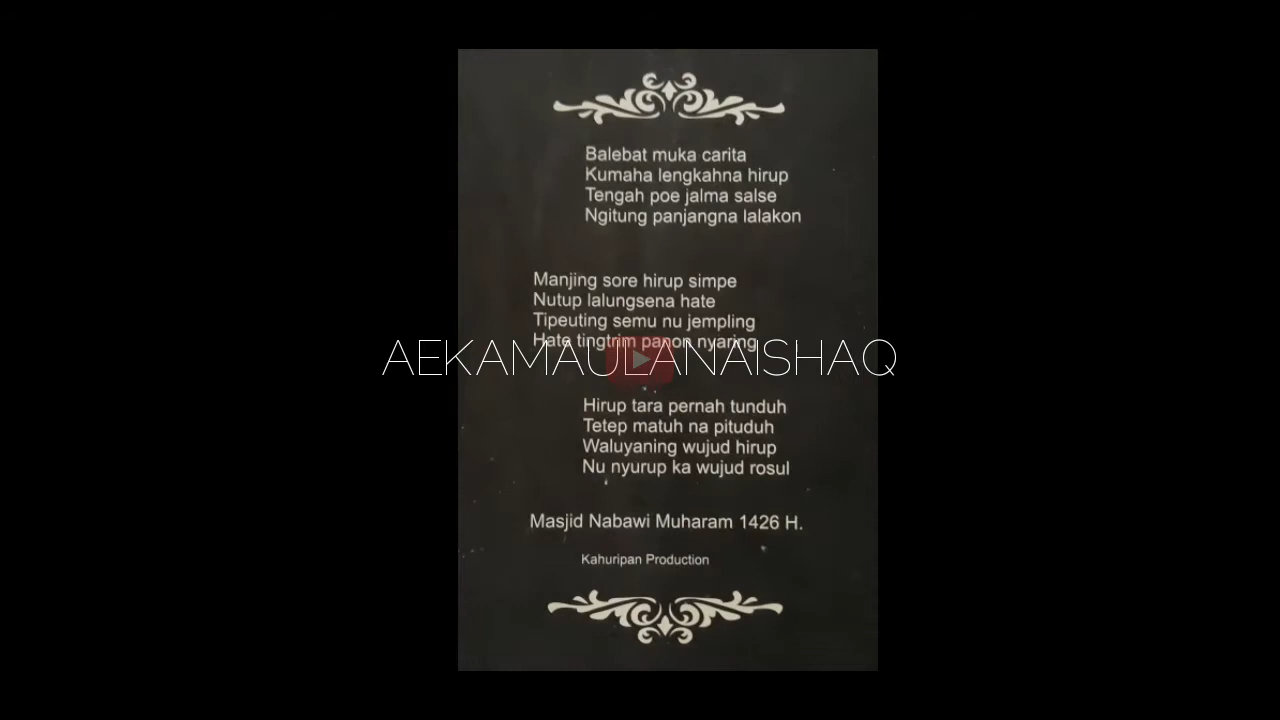 Balebat muka carita
Kumaha lengkahna hirup
Tengah poe jalma salse
Ngitung panjangna lalakon
Manjing sore hirup simpe
Nutup lalungsena hate
Tipeuting semu nu jempling
Hate tingtrim panon nyaring
AEKAMAULANAISHAQ
Hirup tara pernah tunduh
Tetep matuh na pituduh
Waluyaning wujud hirup
Nu nyurup ka wujud rosul
Masjid Nabawi Muharam 1426 H.
Kahuripan Production